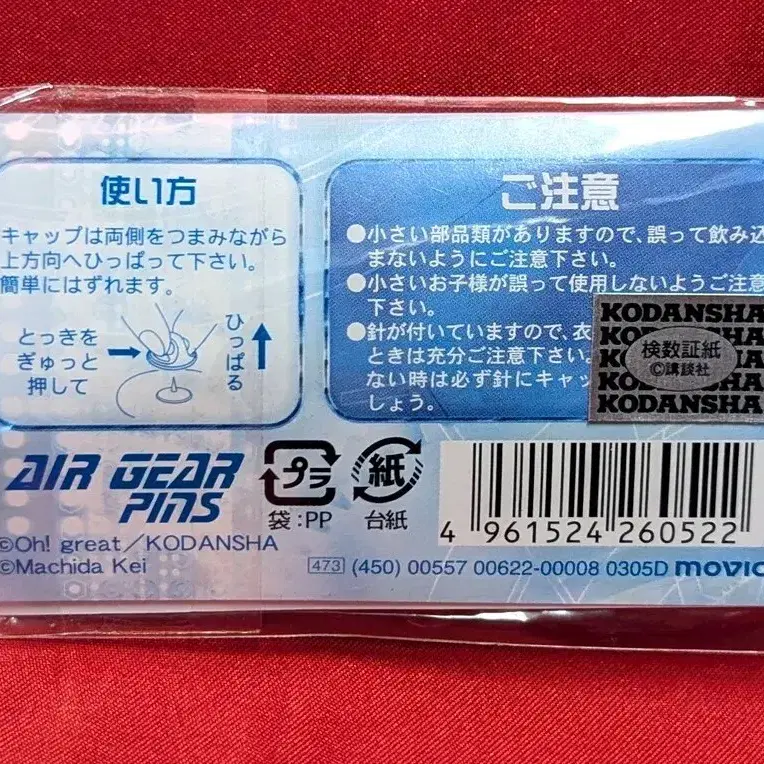 使い方
キャップは両側をつまみながら
上方向へひっぱって下さい。
簡単にはずれます。
とっきを
ぎゅっと
押して
ひっぱる
ご注意
●小さい部品類がありますので、誤って飲み込
まないようにご注意下さい。
●小さいお子様が誤って使用しないようご注意
下さい。
●針が付いていますので、衣
ときは充分ご注意下さい。
ない時は必ず針にキャッ
しょう。
KODANSHA
検数証紙
©講談社
KODANSHA
AIR GEAR
PINS
プラ
袋:PP
紙
台紙
4 961524 260522
©Oh! great/KODANSHA
©Machida Kei
473 (450) 00557 00622-00008 0305D movic